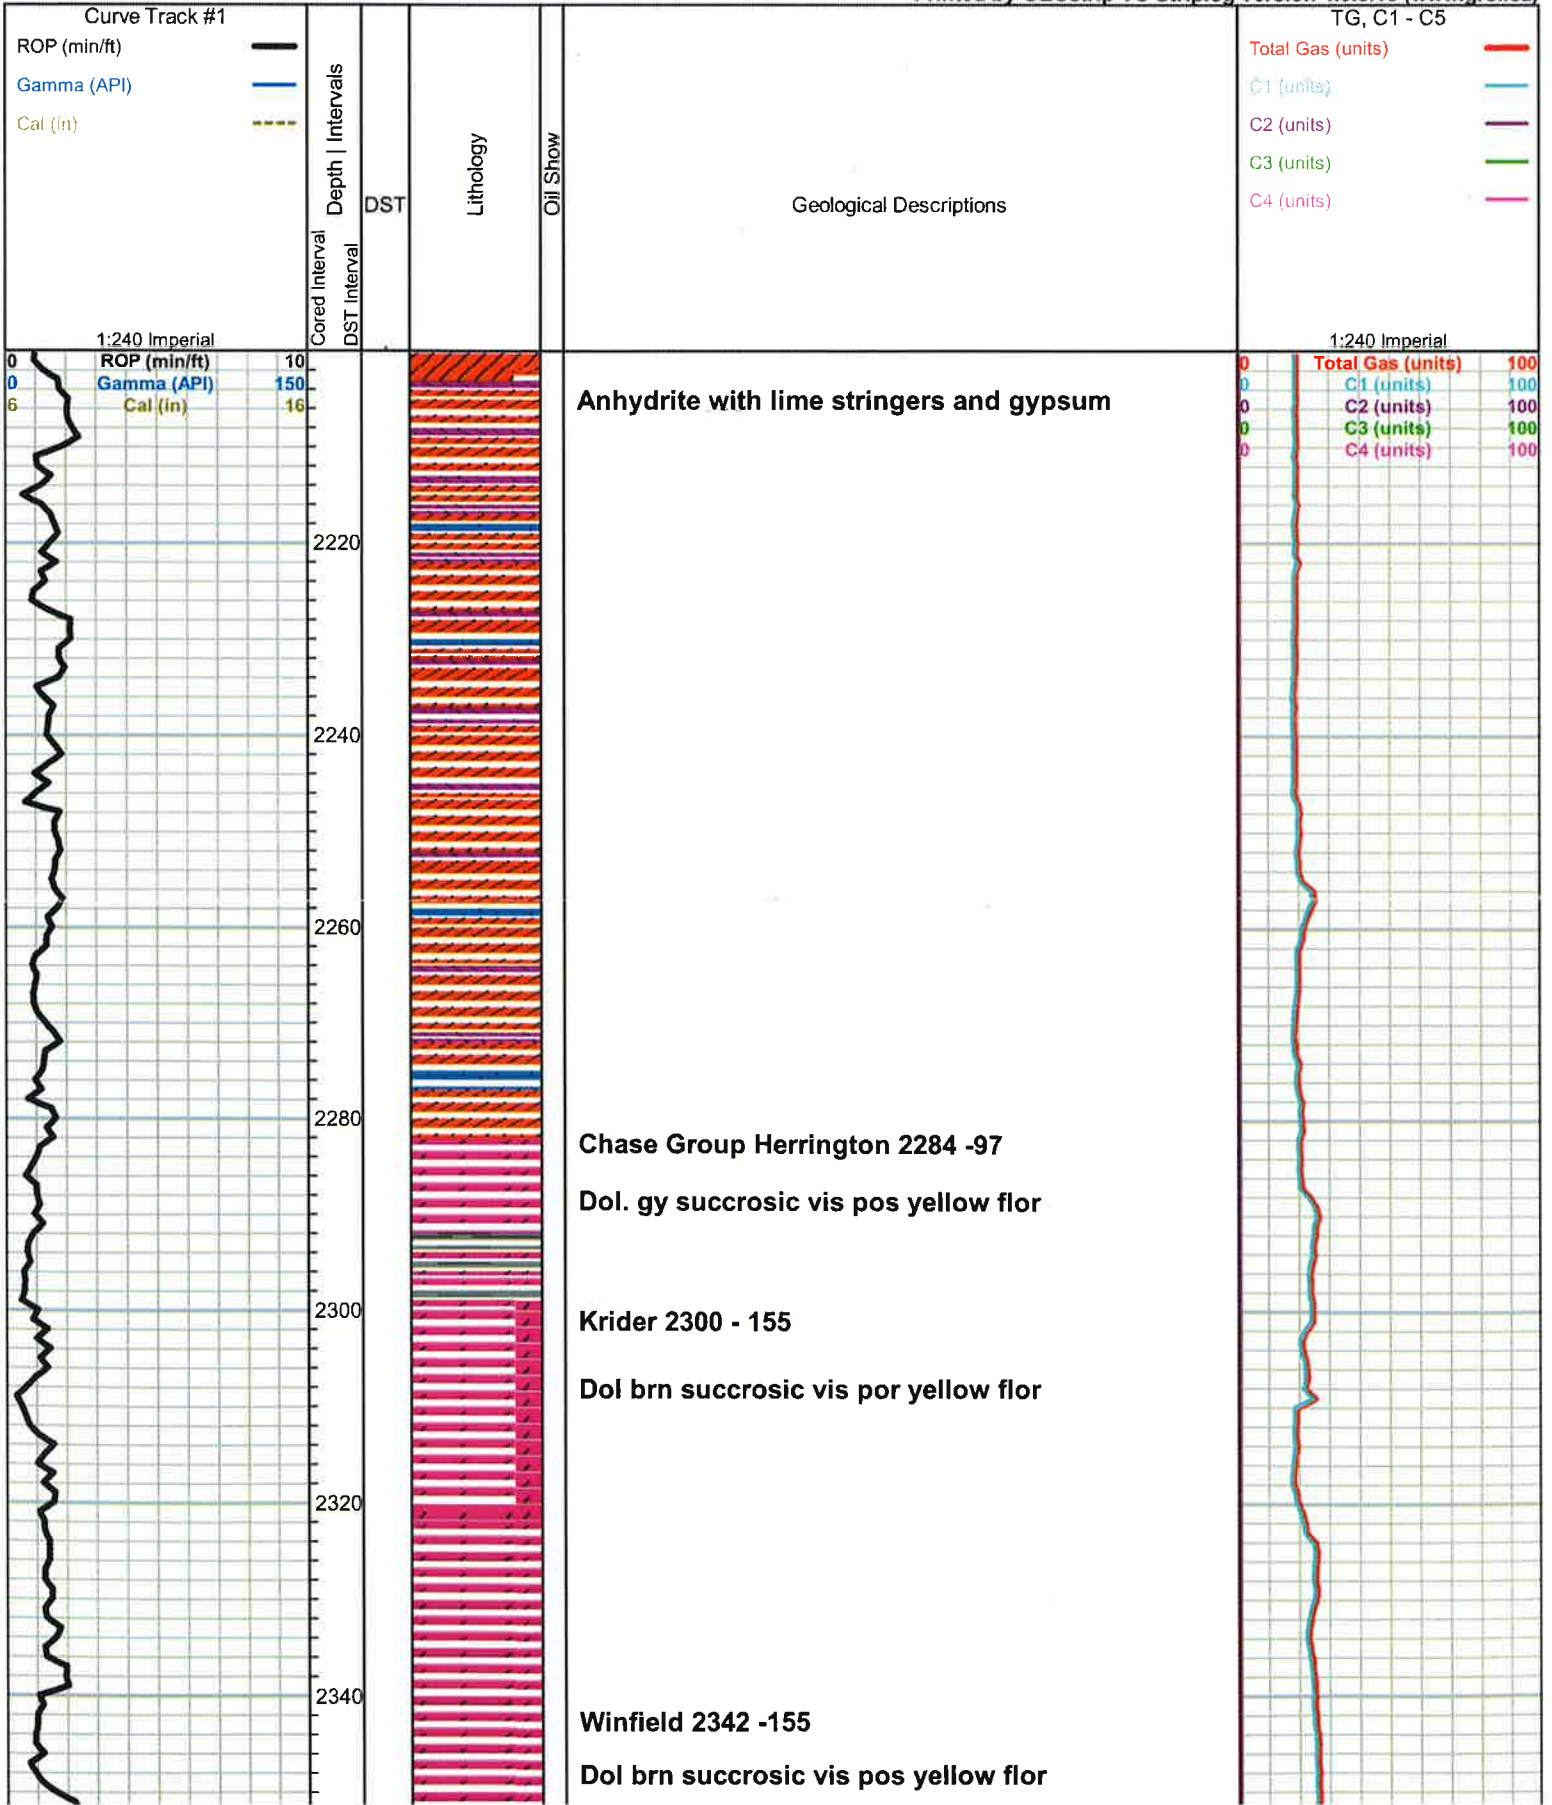 Curve Track #1
ROP (min/ft)
Gamma (API)
Cal (in)
1:240 Imperial
Depth | Intervals
Cored Interval
DST Interval
DST
Lithology
Oil Show
Geological Descriptions
TG, C1 - C5
Total Gas (units)
C1 (units)
C2 (units)
C3 (units)
C4 (units)
1:240 Imperial
0 ROP (min/ft) 10
0 Gamma (API) 150
6 Cal (in) 16
0 Total Gas (units) 100
0 C1 (units) 100
0 C2 (units) 100
0 C3 (units) 100
0 C4 (units) 100
Anhydrite with lime stringers and gypsum
2220
2240
2260
2280
Chase Group Herrington 2284 -97
Dol. gy succrosic vis pos yellow flor
2300
Krider 2300 - 155
Dol brn succrosic vis por yellow flor
2320
2340
Winfield 2342 -155
Dol brn succrosic vis pos yellow flor